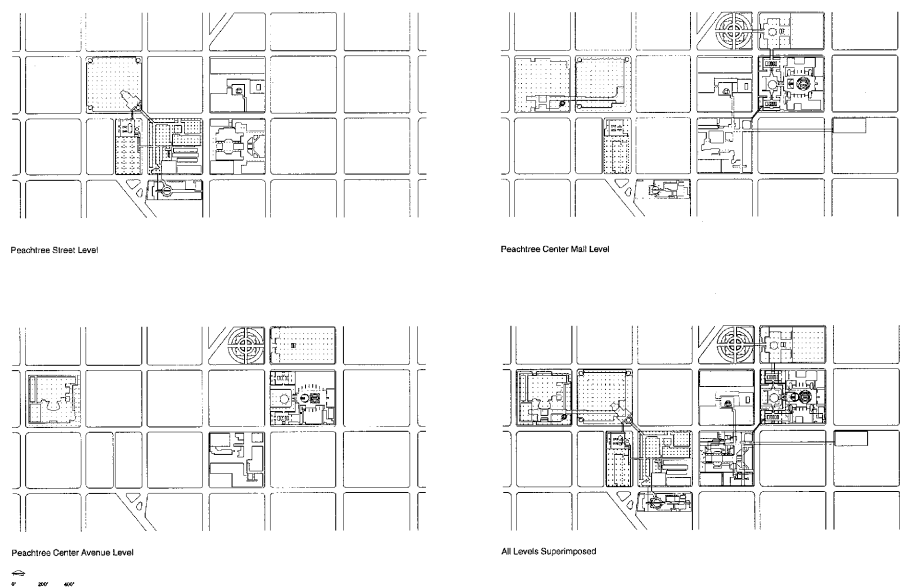 Peachtree Street Level
Peachtree Center Mall Level
Peachtree Center Avenue Level
All Levels Superimposed
0' 200' 400'